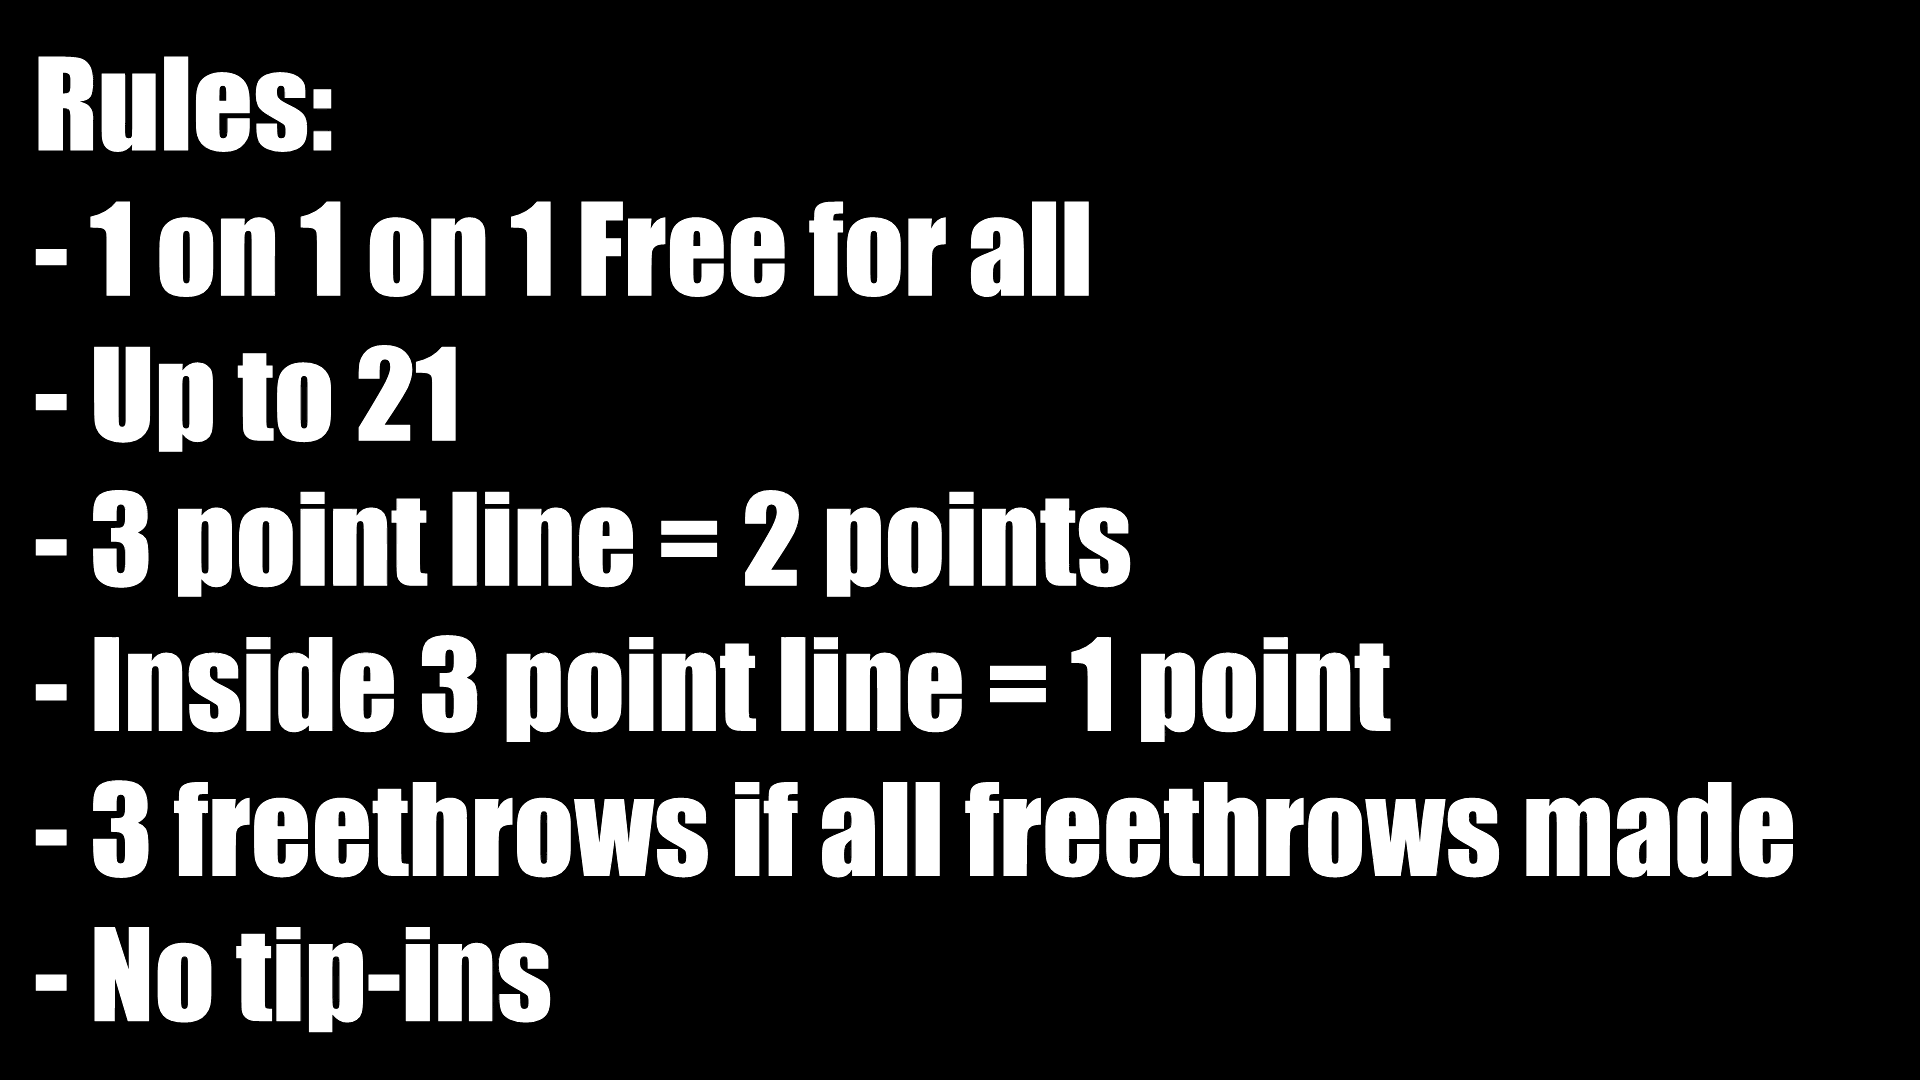 Rules:
- 1 on 1 on 1 Free for all
- Up to 21
- 3 point line = 2 points
- Inside 3 point line = 1 point
- 3 freethrows if all freethrows made
- No tip-ins